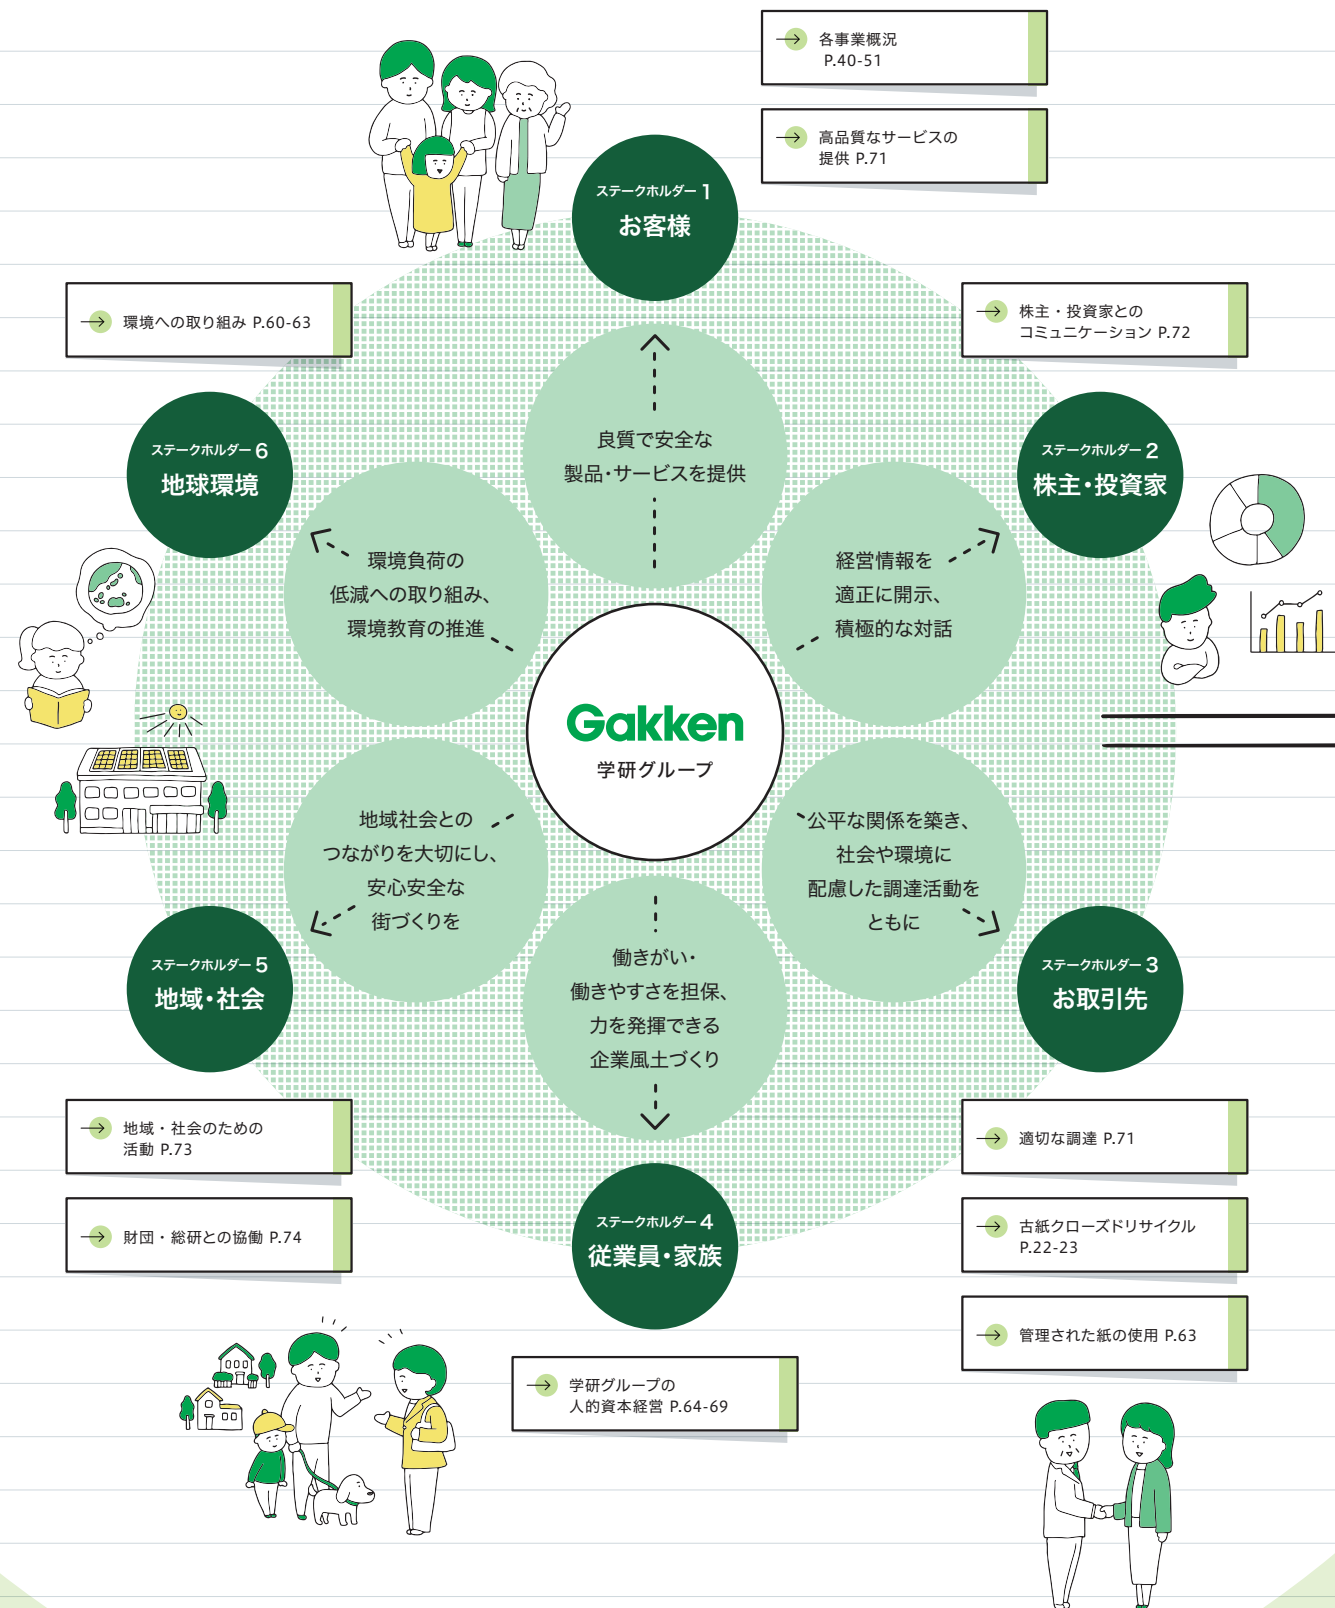 各事業概況
P.40-51
高品質なサービスの
提供 P.71
ステークホルダー 1
お客様
環境への取り組み P.60-63
株主・投資家との
コミュニケーション P.72
ステークホルダー 6
地球環境
ステークホルダー 2
株主・投資家
良質で安全な
製品・サービスを提供
環境負荷の
低減への取り組み、
環境教育の推進
経営情報を
適正に開示、
積極的な対話
Gakken
学研グループ
地域社会との
つながりを大切にし、
安心安全な
街づくりを
公平な関係を築き、
社会や環境に
配慮した調達活動を
ともに
働きがい・
働きやすさを担保、
力を発揮できる
企業風土づくり
ステークホルダー 5
地域・社会
ステークホルダー 3
お取引先
地域・社会のための
活動 P.73
財団・総研との協働 P.74
ステークホルダー 4
従業員・家族
適切な調達 P.71
古紙クローズドリサイクル
P.22-23
管理された紙の使用 P.63
学研グループの
人的資本経営 P.64-69